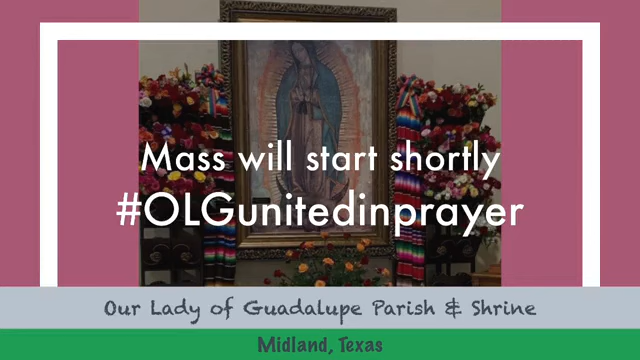 Mass will start shortly
#OLGunitedinprayer
Our Lady of Guadalupe Parish & Shrine
Midland, Texas